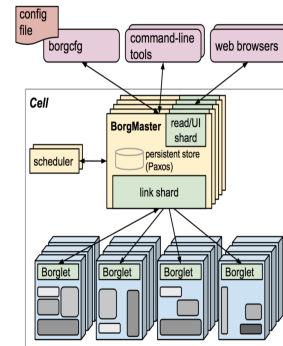 config
file
borgcfg
command-line
tools
web browsers
Cell
BorgMaster
read/UI
shard
persistent store
(Paxos)
scheduler
link shard
Borglet
Borglet
Borglet
Borglet